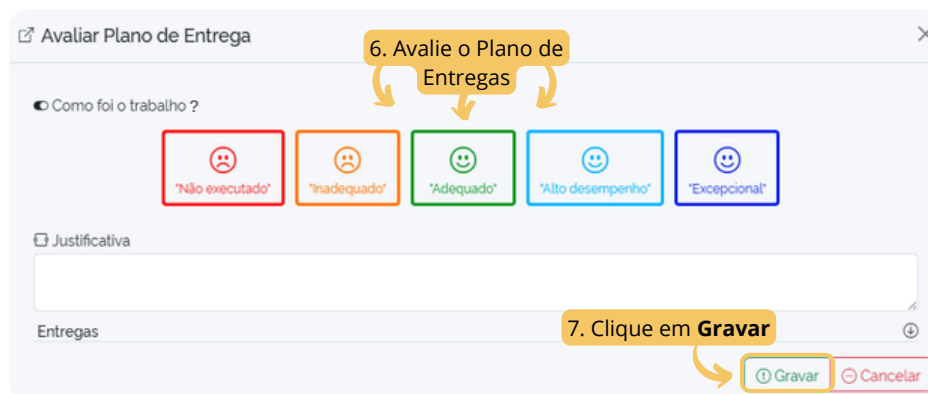 Avaliar Plano de Entrega
6. Avalie o Plano de
Entregas
Como foi o trabalho ?
"Não executado" "Inadequado" "Adequado" "Alto desempenho" "Excepcional"
Justificativa
Entregas
7. Clique em Gravar
Gravar Cancelar